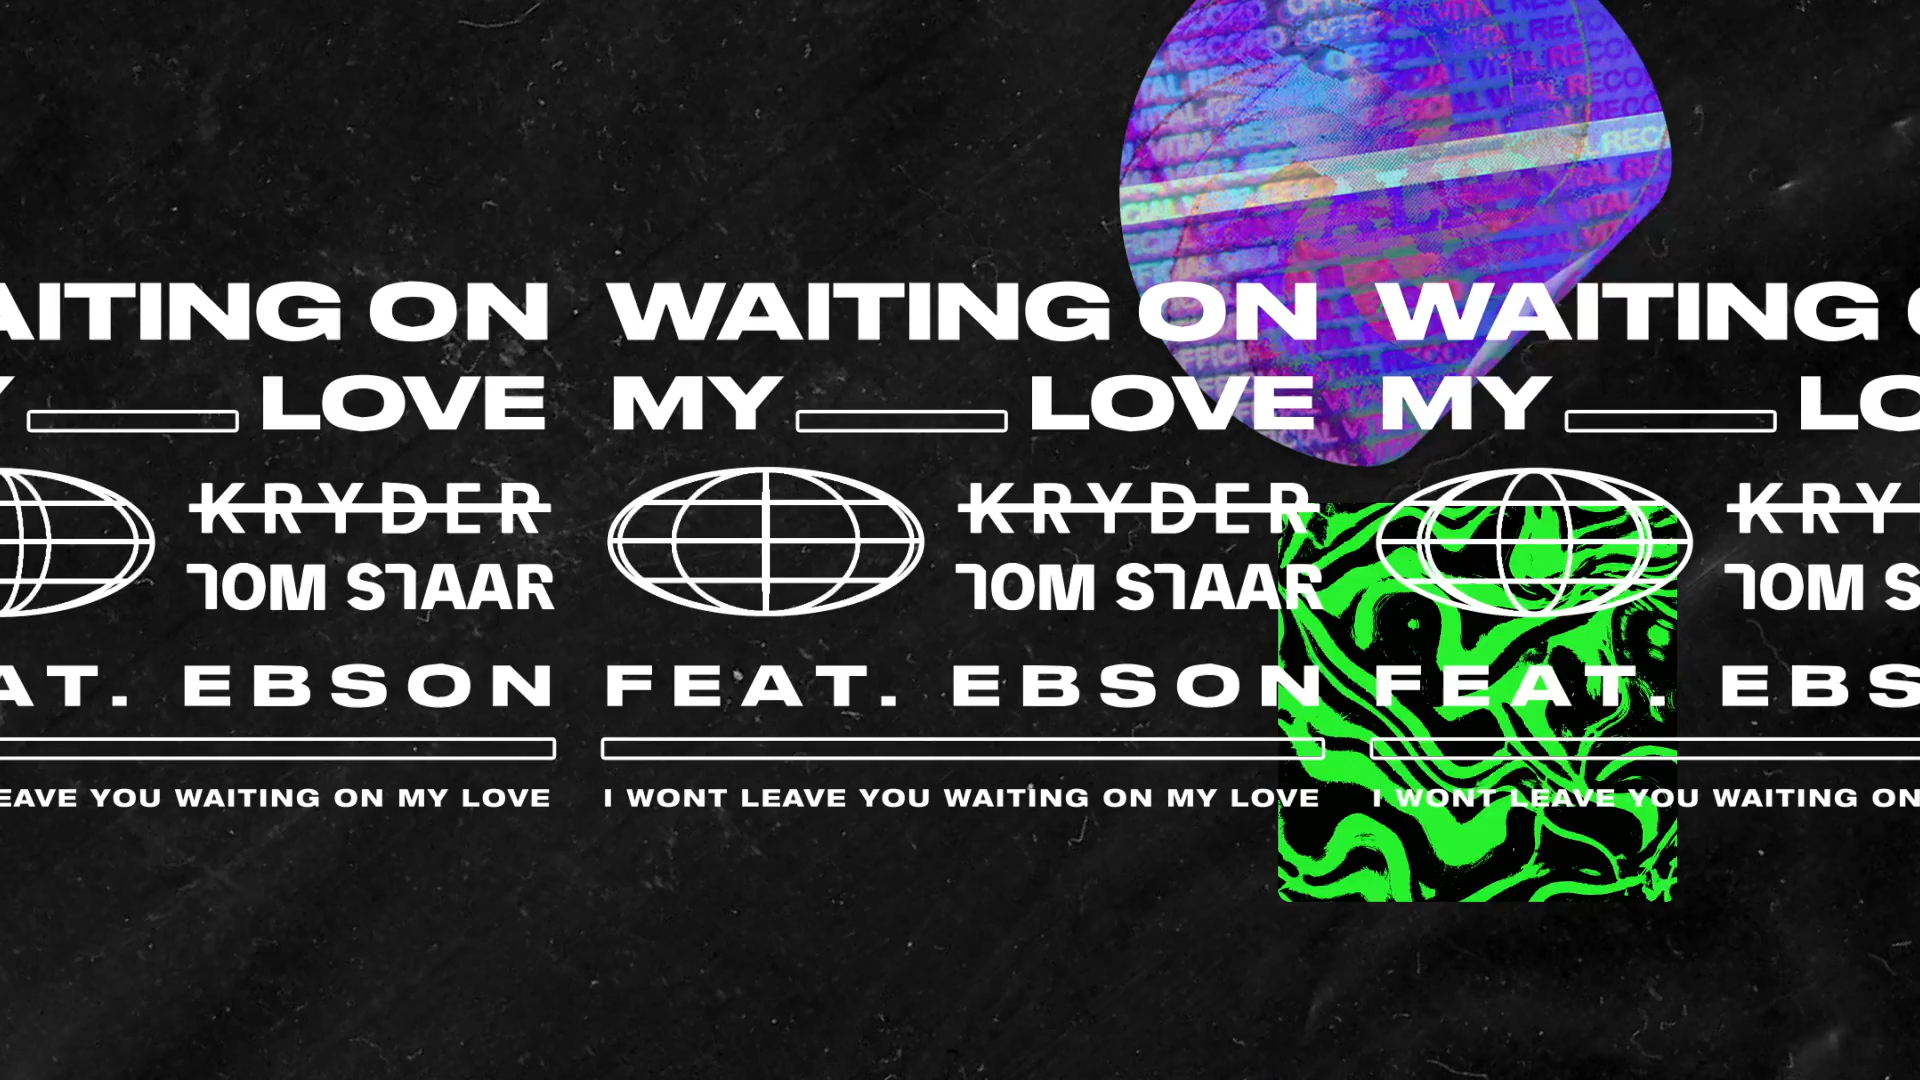 AITING ON WAITING ON WAITING
LOVE MY LOVE MY LO
KRYDER KRYDER KRY
TOM STAAR TOM STAAR TOM S
AT. EBSON FEAT. EBSON FEAT. EBS
EAVE YOU WAITING ON MY LOVE I WONT LEAVE YOU WAITING ON MY LOVE I WONT LEAVE YOU WAITING ON